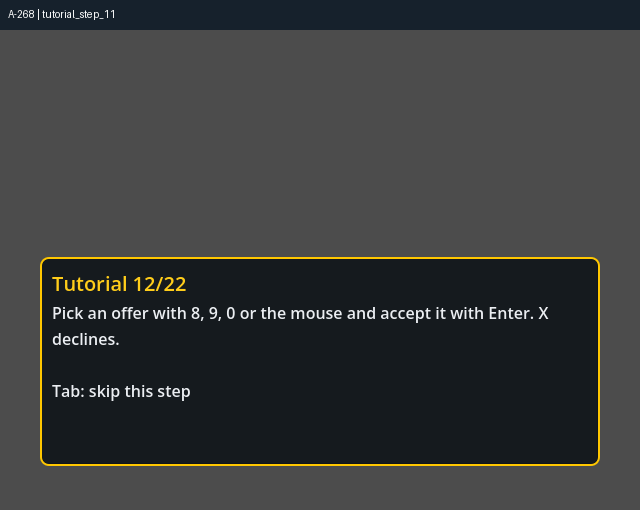 A-268 | tutorial_step_11
Tutorial 12/22
Pick an offer with 8, 9, 0 or the mouse and accept it with Enter. X
declines.
Tab: skip this step